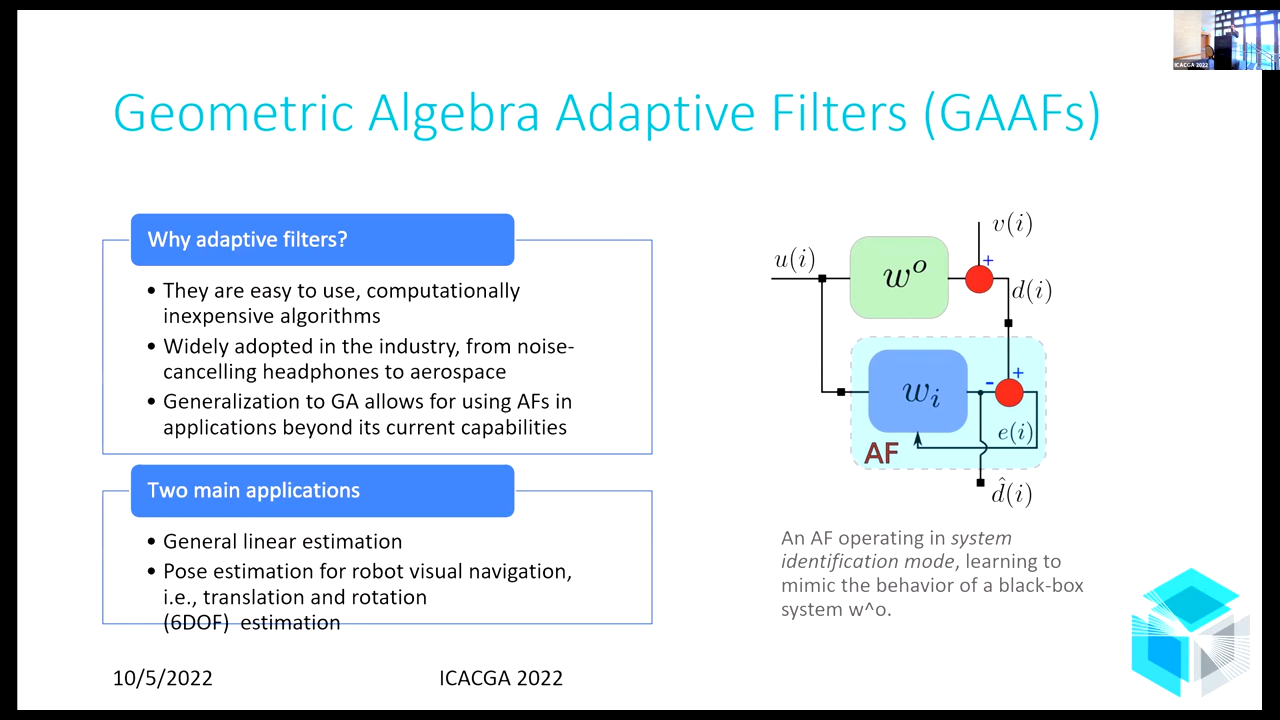 ICACGA 2022
Geometric Algebra Adaptive Filters (GAAFs)
Why adaptive filters?
• They are easy to use, computationally
inexpensive algorithms
• Widely adopted in the industry, from noise-
cancelling headphones to aerospace
• Generalization to GA allows for using AFs in
applications beyond its current capabilities
Two main applications
• General linear estimation
• Pose estimation for robot visual navigation,
i.e., translation and rotation
(6DOF) estimation
v(i)
u(i)
w^o
+
d(i)
w_i
- +
e(i)
AF
d̂(i)
An AF operating in system
identification mode, learning to
mimic the behavior of a black-box
system w^o.
10/5/2022
ICACGA 2022